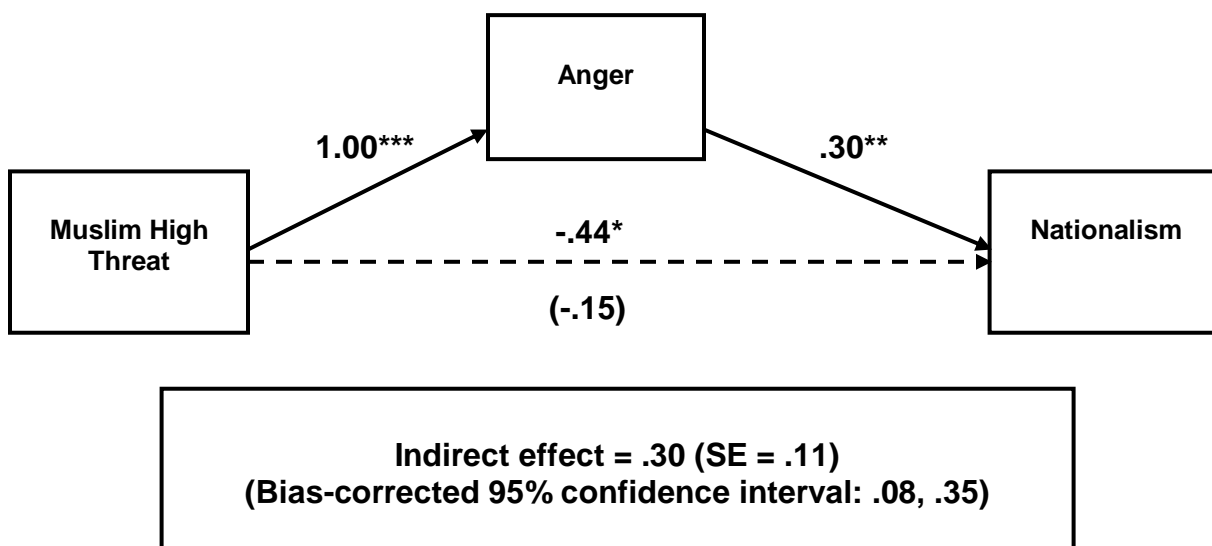 Anger
1.00***
.30**
Muslim High
Threat
-.44*
Nationalism
(-.15)
Indirect effect = .30 (SE = .11)
(Bias-corrected 95% confidence interval: .08, .35)